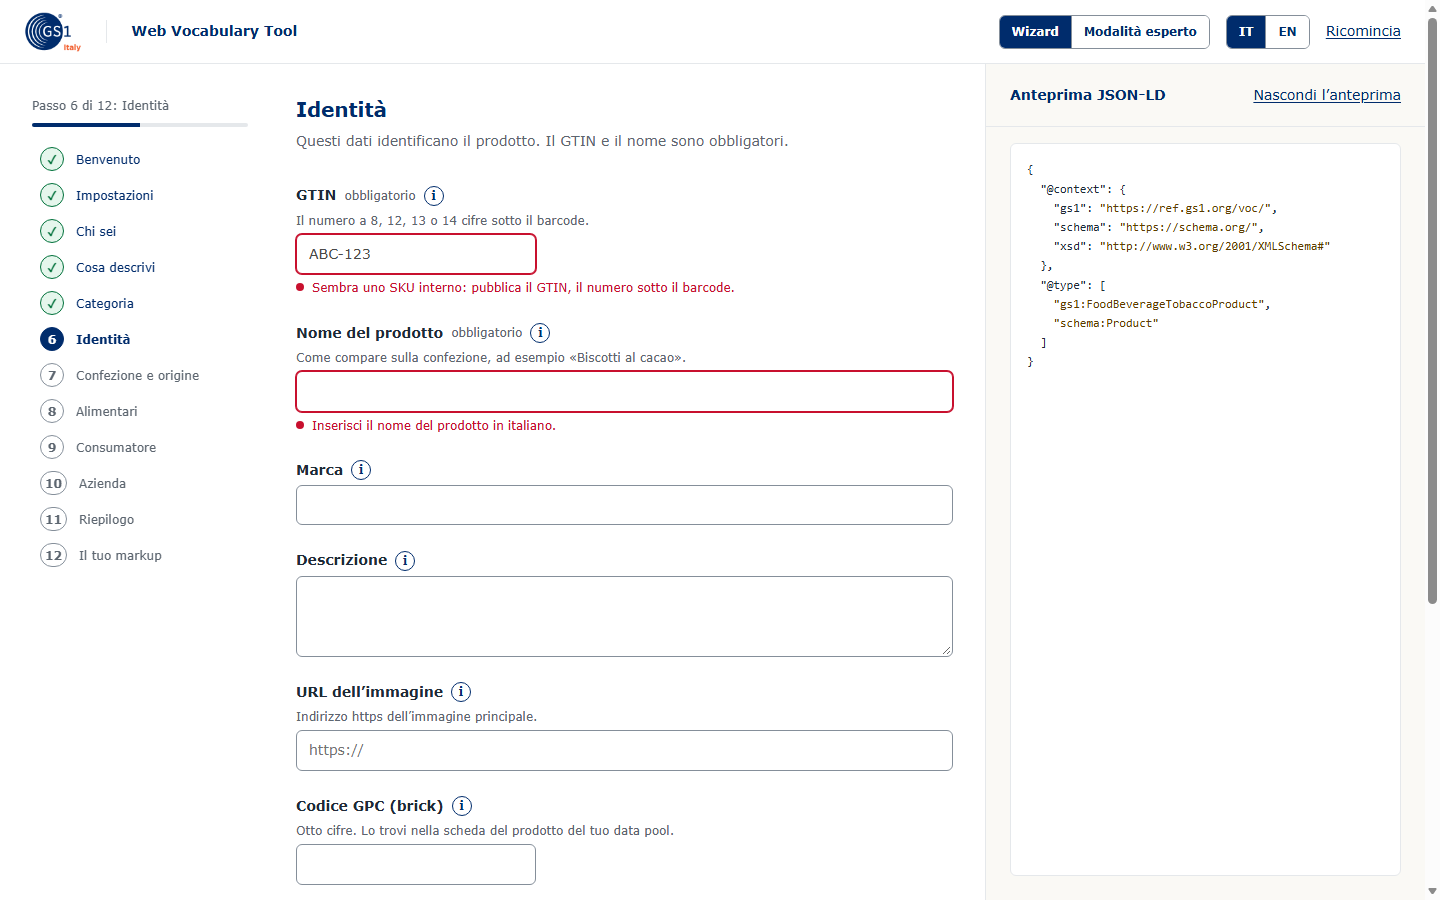 GS1 Italy
Web Vocabulary Tool
Wizard
Modalità esperto
IT
EN
Ricomincia
Passo 6 di 12: Identità
✓ Benvenuto
✓ Impostazioni
✓ Chi sei
✓ Cosa descrivi
✓ Categoria
6 Identità
7 Confezione e origine
8 Alimentari
9 Consumatore
10 Azienda
11 Riepilogo
12 Il tuo markup
Identità
Questi dati identificano il prodotto. Il GTIN e il nome sono obbligatori.
GTIN obbligatorio i
Il numero a 8, 12, 13 o 14 cifre sotto il barcode.
ABC-123
Sembra uno SKU interno: pubblica il GTIN, il numero sotto il barcode.
Nome del prodotto obbligatorio i
Come compare sulla confezione, ad esempio «Biscotti al cacao».
Inserisci il nome del prodotto in italiano.
Marca i
Descrizione i
URL dell’immagine i
Indirizzo https dell’immagine principale.
https://
Codice GPC (brick) i
Otto cifre. Lo trovi nella scheda del prodotto del tuo data pool.
Anteprima JSON-LD
Nascondi l’anteprima
{
"@context": {
"gs1": "https://ref.gs1.org/voc/",
"schema": "https://schema.org/",
"xsd": "http://www.w3.org/2001/XMLSchema#"
},
"@type": [
"gs1:FoodBeverageTobaccoProduct",
"schema:Product"
]
}